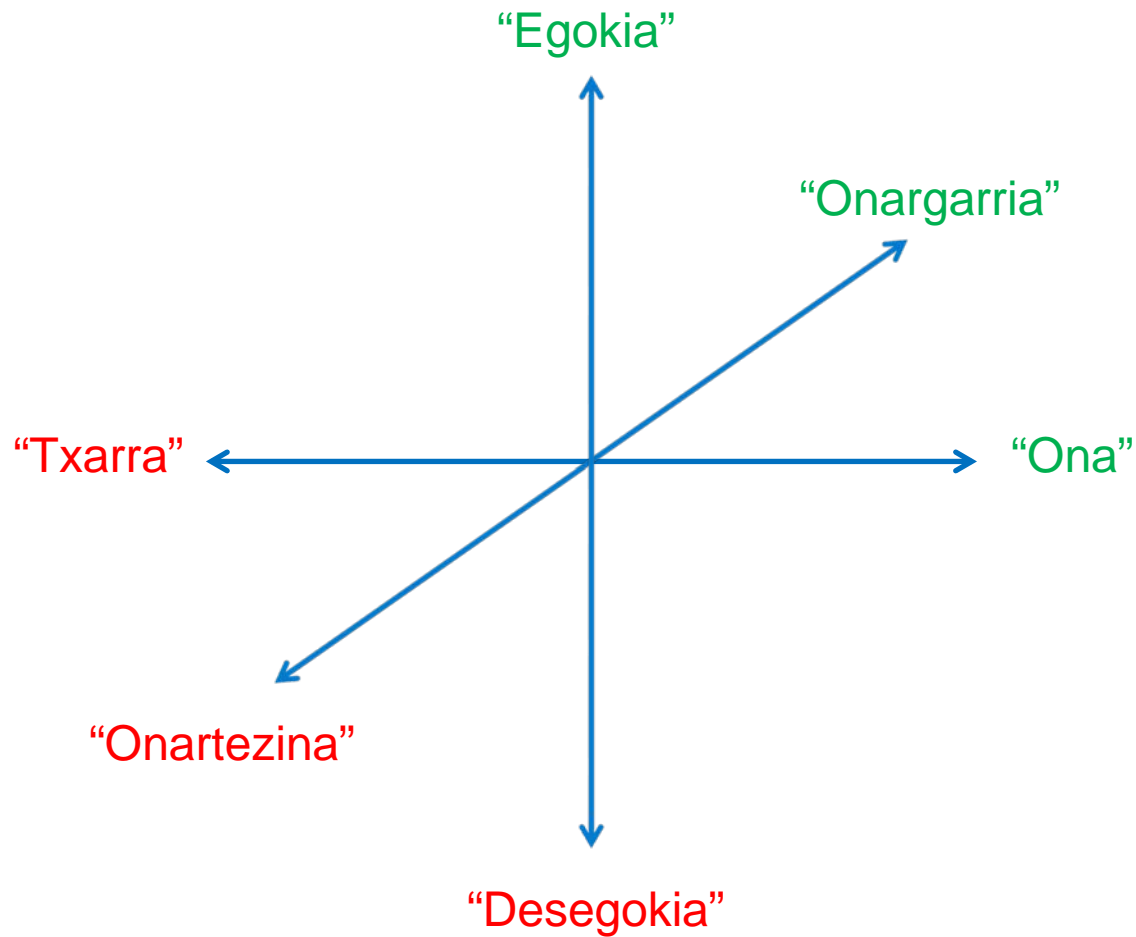 “Egokia”
“Onargarria”
“Txarra”
“Ona”
“Onartezina”
“Desegokia”